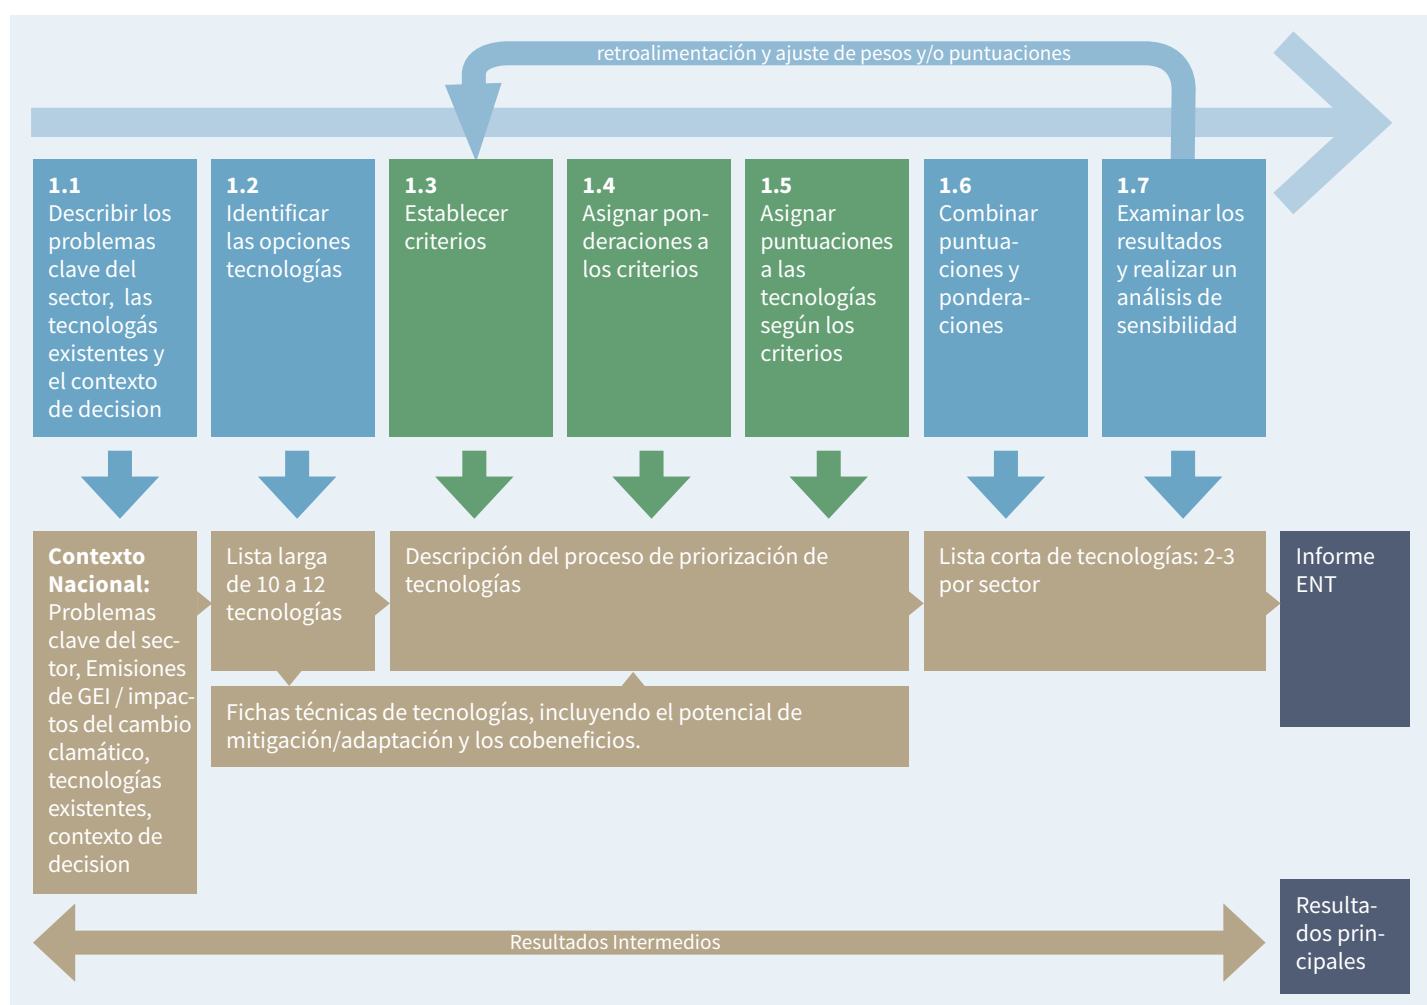 retroalimentación y ajuste de pesos y/o puntuaciones
1.1
Describir los
problemas
clave del
sector, las
tecnologás
existentes y
el contexto
de decision
1.2
Identificar
las opciones
tecnologías
1.3
Establecer
criterios
1.4
Asignar pon-
deraciones a
los criterios
1.5
Asignar
puntuaciones
a las
tecnologías
según los
criterios
1.6
Combinar
puntua-
ciones y
pondera-
ciones
1.7
Examinar los
resultados
y realizar un
análisis de
sensibilidad
Contexto
Nacional:
Problemas
clave del sec-
tor, Emisiones
de GEI / impac-
tos del cambio
clamático,
tecnologías
existentes,
contexto de
decision
Lista larga
de 10 a 12
tecnologías
Descripción del proceso de priorización de
tecnologías
Lista corta de tecnologías: 2-3
por sector
Informe
ENT
Fichas técnicas de tecnologías, incluyendo el potencial de
mitigación/adaptación y los cobeneficios.
Resultados Intermedios
Resulta-
dos prin-
cipales